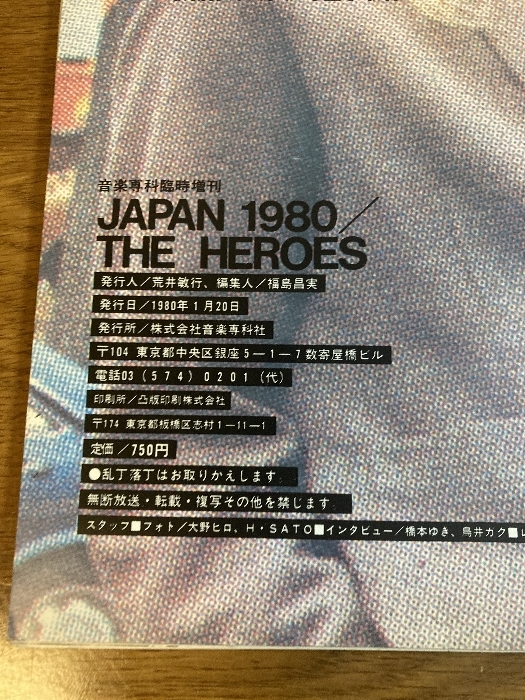 音楽専科臨時増刊
JAPAN 1980／
THE HEROES
発行人／荒井敏行、編集人／福島昌実
発行日／1980年1月20日
発行所／株式会社音楽専科社
〒104 東京都中央区銀座5―1―7数寄屋橋ビル
電話03（574）0201（代）
印刷所／凸版印刷株式会社
〒174 東京都板橋区志村1―11―1
定価／750円
●乱丁落丁はお取りかえします。
無断放送・転載・複写その他を禁じます。
スタッフ■フォト／大野ヒロ、H・SATO■インタビュー／橋本ゆき、鳥井カク■レ